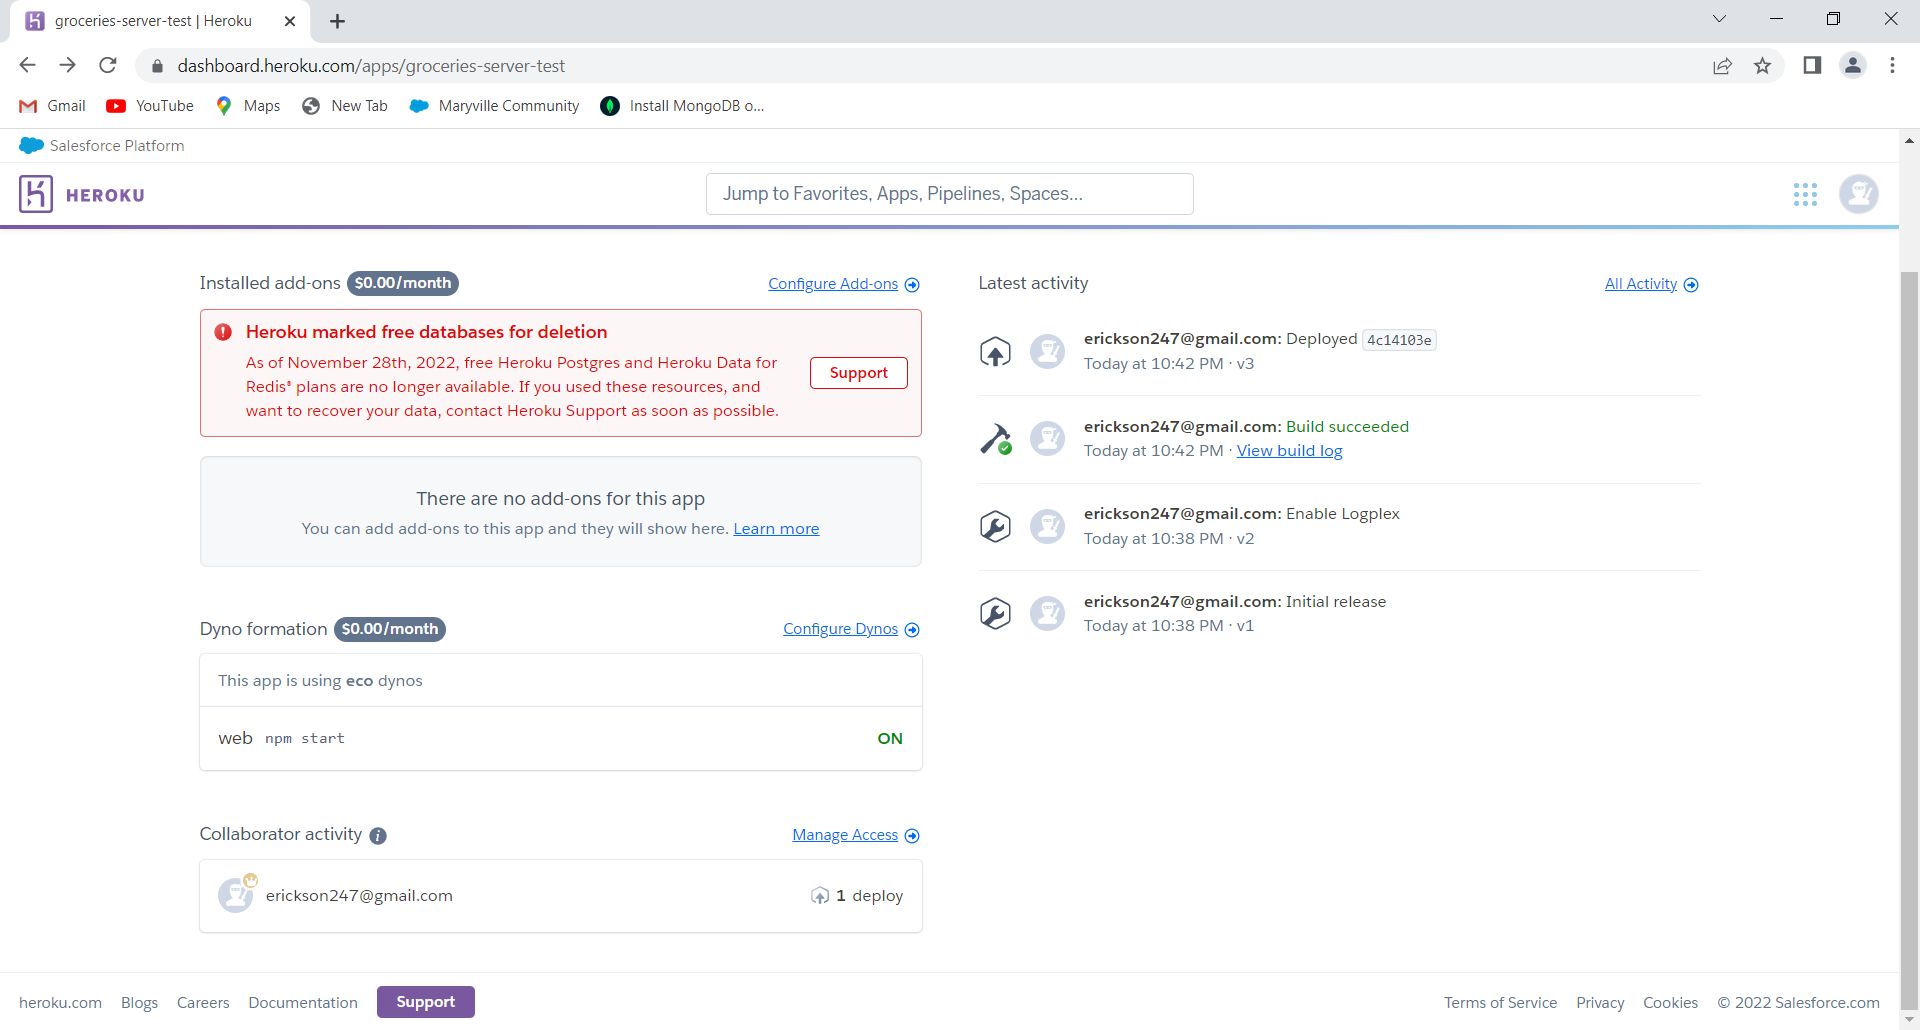 groceries-server-test | Heroku
dashboard.heroku.com/apps/groceries-server-test
Gmail
YouTube
Maps
New Tab
Maryville Community
Install MongoDB o...
Salesforce Platform
HEROKU
Jump to Favorites, Apps, Pipelines, Spaces...
Installed add-ons $0.00/month
Configure Add-ons
Heroku marked free databases for deletion
As of November 28th, 2022, free Heroku Postgres and Heroku Data for
Redis® plans are no longer available. If you used these resources, and
want to recover your data, contact Heroku Support as soon as possible.
Support
There are no add-ons for this app
You can add add-ons to this app and they will show here. Learn more
Dyno formation $0.00/month
Configure Dynos
This app is using eco dynos
web npm start
ON
Collaborator activity
Manage Access
erickson247@gmail.com
1 deploy
Latest activity
All Activity
erickson247@gmail.com: Deployed 4c14103e
Today at 10:42 PM · v3
erickson247@gmail.com: Build succeeded
Today at 10:42 PM · View build log
erickson247@gmail.com: Enable Logplex
Today at 10:38 PM · v2
erickson247@gmail.com: Initial release
Today at 10:38 PM · v1
heroku.com
Blogs
Careers
Documentation
Support
Terms of Service
Privacy
Cookies
© 2022 Salesforce.com